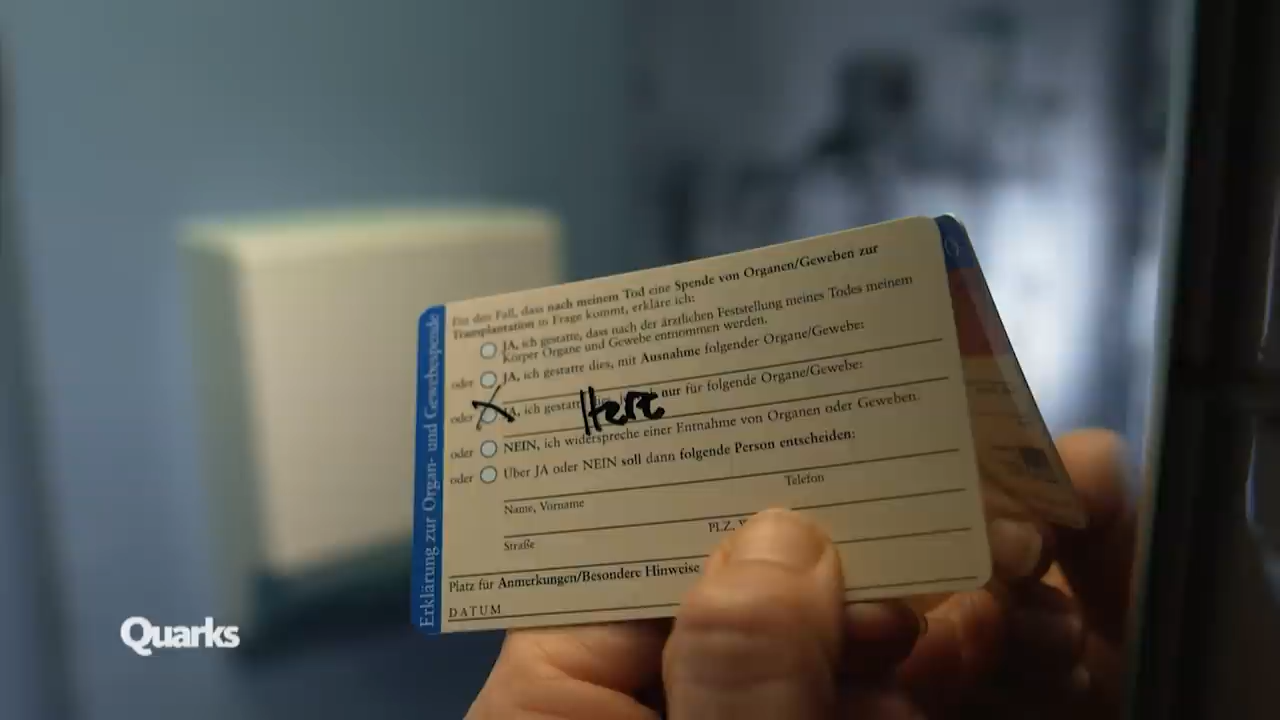 Erklärung zur Organ- und Gewebespende
Für den Fall, dass nach meinem Tod eine Spende von Organen/Geweben zur
Transplantation in Frage kommt, erkläre ich:
JA, ich gestatte, dass nach der ärztlichen Feststellung meines Todes meinem
Körper Organe und Gewebe entnommen werden.
oder JA, ich gestatte dies, mit Ausnahme folgender Organe/Gewebe:
oder JA, ich gestatte dies, jedoch nur für folgende Organe/Gewebe:
Herz
oder NEIN, ich widerspreche einer Entnahme von Organen oder Geweben.
oder Über JA oder NEIN soll dann folgende Person entscheiden:
Name, Vorname Telefon
Straße PLZ,
Platz für Anmerkungen/Besondere Hinweise
DATUM
Quarks